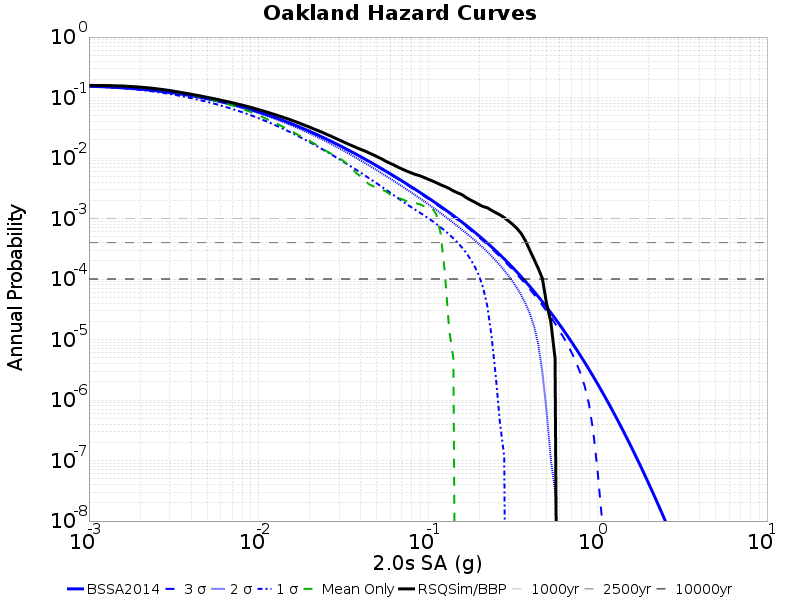 Oakland Hazard Curves
10^0
10^-1
10^-2
10^-3
10^-4
10^-5
10^-6
10^-7
10^-8
Annual Probability
10^-3 10^-2 10^-1 10^0 10^1
2.0s SA (g)
BSSA2014 3 σ 2 σ 1 σ Mean Only RSQSim/BBP 1000yr 2500yr 10000yr